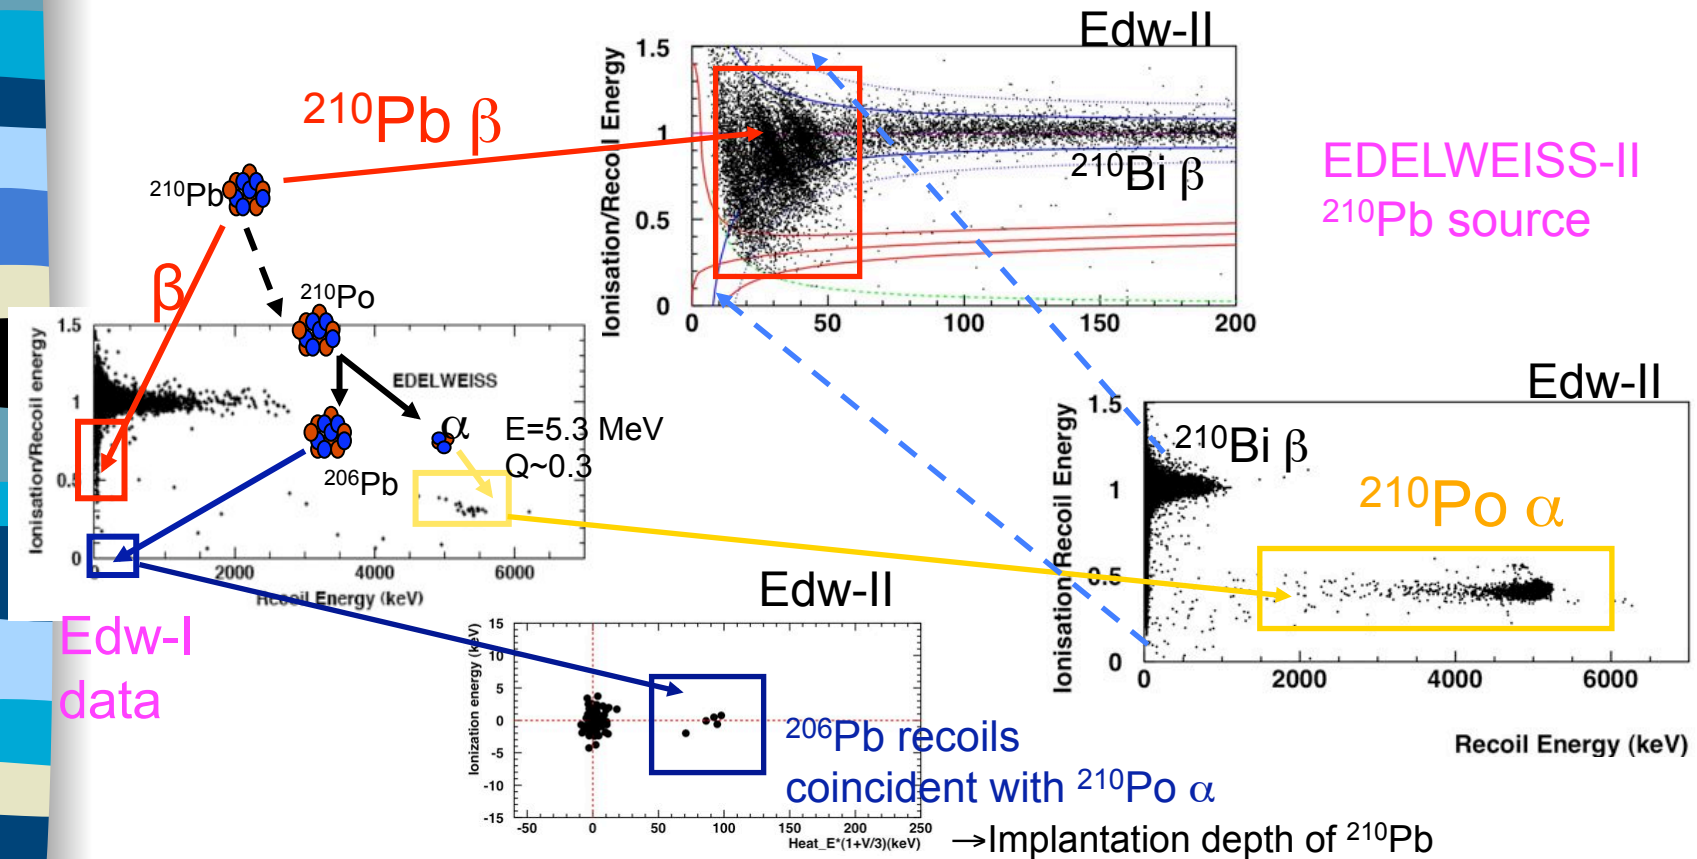 Edw-II
Ionisation/Recoil Energy
1.5
1
0.5
0
0 50 100 150 200
²¹⁰Bi β
²¹⁰Pb β
EDELWEISS-II
²¹⁰Pb source
²¹⁰Pb
β
²¹⁰Po
²⁰⁶Pb
α
E=5.3 MeV
Q~0.3
EDELWEISS
Ionisation/Recoil energy
1.5
1
0.5
0
0 2000 4000 6000
Recoil Energy (keV)
Edw-I
data
Edw-II
Ionisation/Recoil Energy
1.5
1
0.5
0
²¹⁰Bi β
²¹⁰Po α
0 2000 4000 6000
Recoil Energy (keV)
Edw-II
Ionization energy (keV)
15
10
5
0
-5
-10
-15
-50 0 50 100 150 200 250
Heat_E*(1+V/3)(keV)
²⁰⁶Pb recoils
coincident with ²¹⁰Po α
→Implantation depth of ²¹⁰Pb